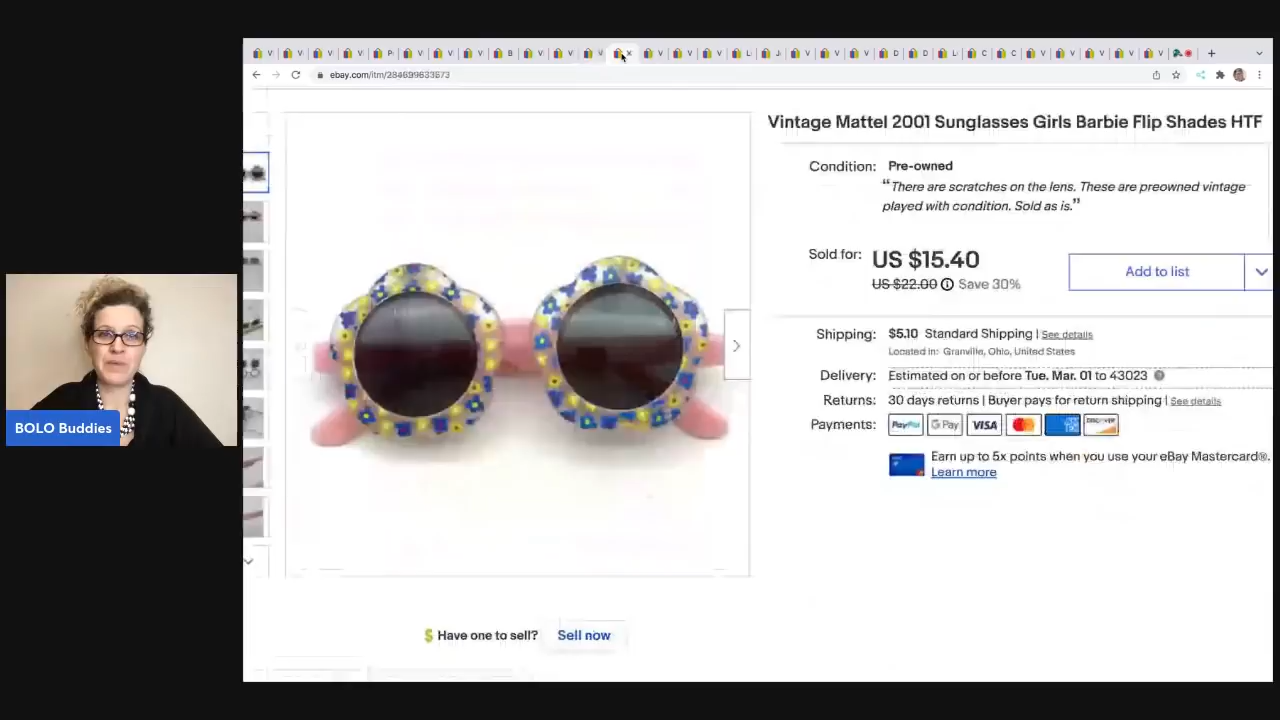 ebay.com/itm/284699633573
Vintage Mattel 2001 Sunglasses Girls Barbie Flip Shades HTF
Condition: Pre-owned
“There are scratches on the lens. These are preowned vintage
played with condition. Sold as is.”
Sold for: US $15.40
US $22.00 Save 30%
Add to list
Shipping: $5.10 Standard Shipping | See details
Located in: Granville, Ohio, United States
Delivery: Estimated on or before Tue. Mar. 01 to 43023
Returns: 30 days returns | Buyer pays for return shipping | See details
Payments: PayPal G Pay VISA DISCOVER
Earn up to 5x points when you use your eBay Mastercard®.
Learn more
BOLO Buddies
Have one to sell? Sell now